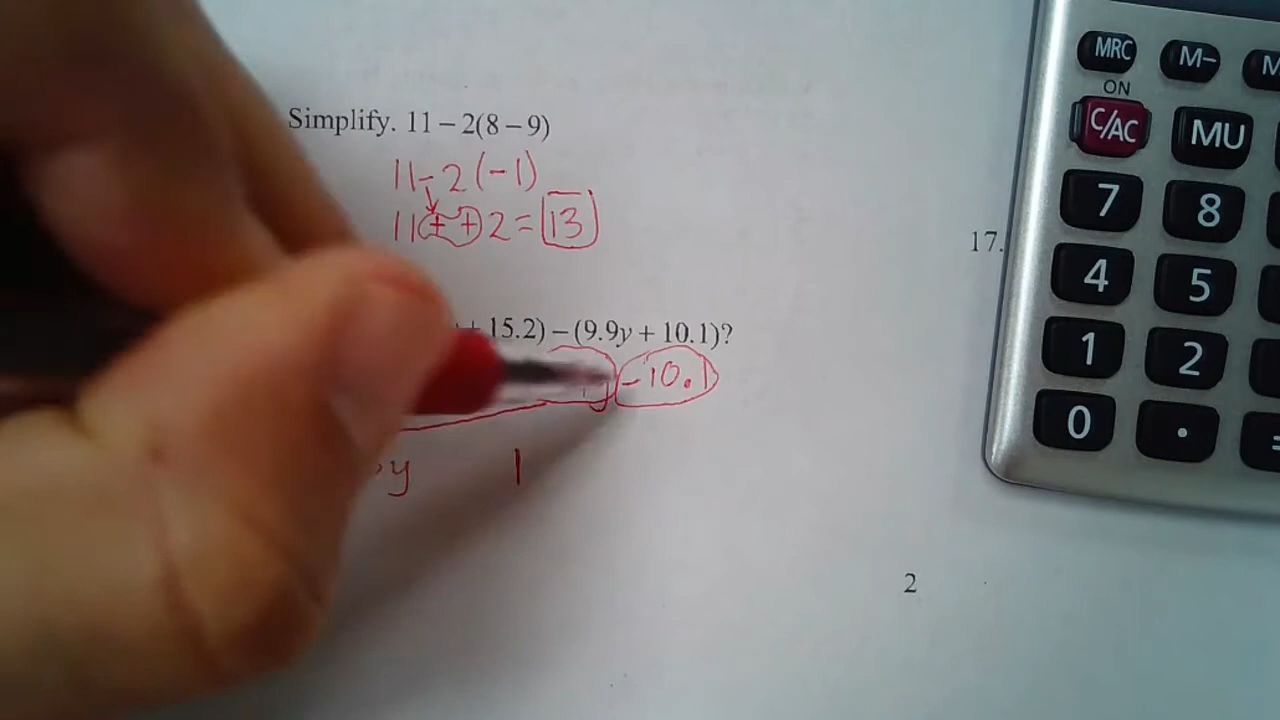 Simplify. 11 – 2(8 – 9)
11 - 2 (-1)
11 + + 2 = 13
+ 15.2) – (9.9y + 10.1)?
- 10.1
y 1
17.
2
MRC M–
ON
C/AC MU
7 8
4 5
1 2
0 .